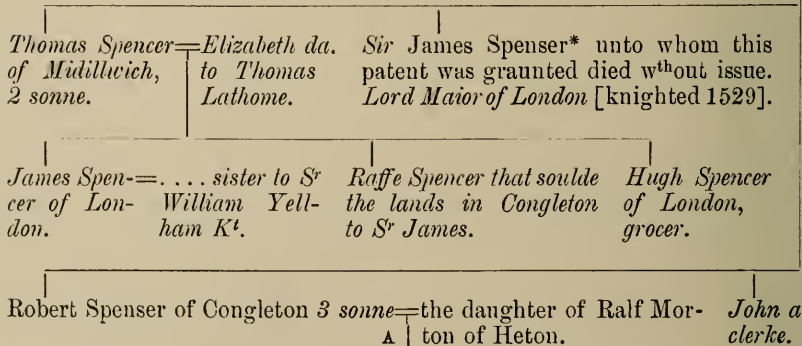 Thomas Spencer=Elizabeth da.
of Midillwich,
2 sonne.
to Thomas
Lathome.
Sir James Spenser* unto whom this
patent was graunted died wthout issue.
Lord Maior of London [knighted 1529].
James Spen-
cer of Lon-
don.
=. . . . sister to Sr
William Yell-
ham Kt.
Raffe Spencer that soulde
the lands in Congleton
to Sr James.
Hugh Spencer
of London,
grocer.
Robert Spenser of Congleton 3 sonne=the daughter of Ralf Mor-
ton of Heton.
A
John a
clerke.